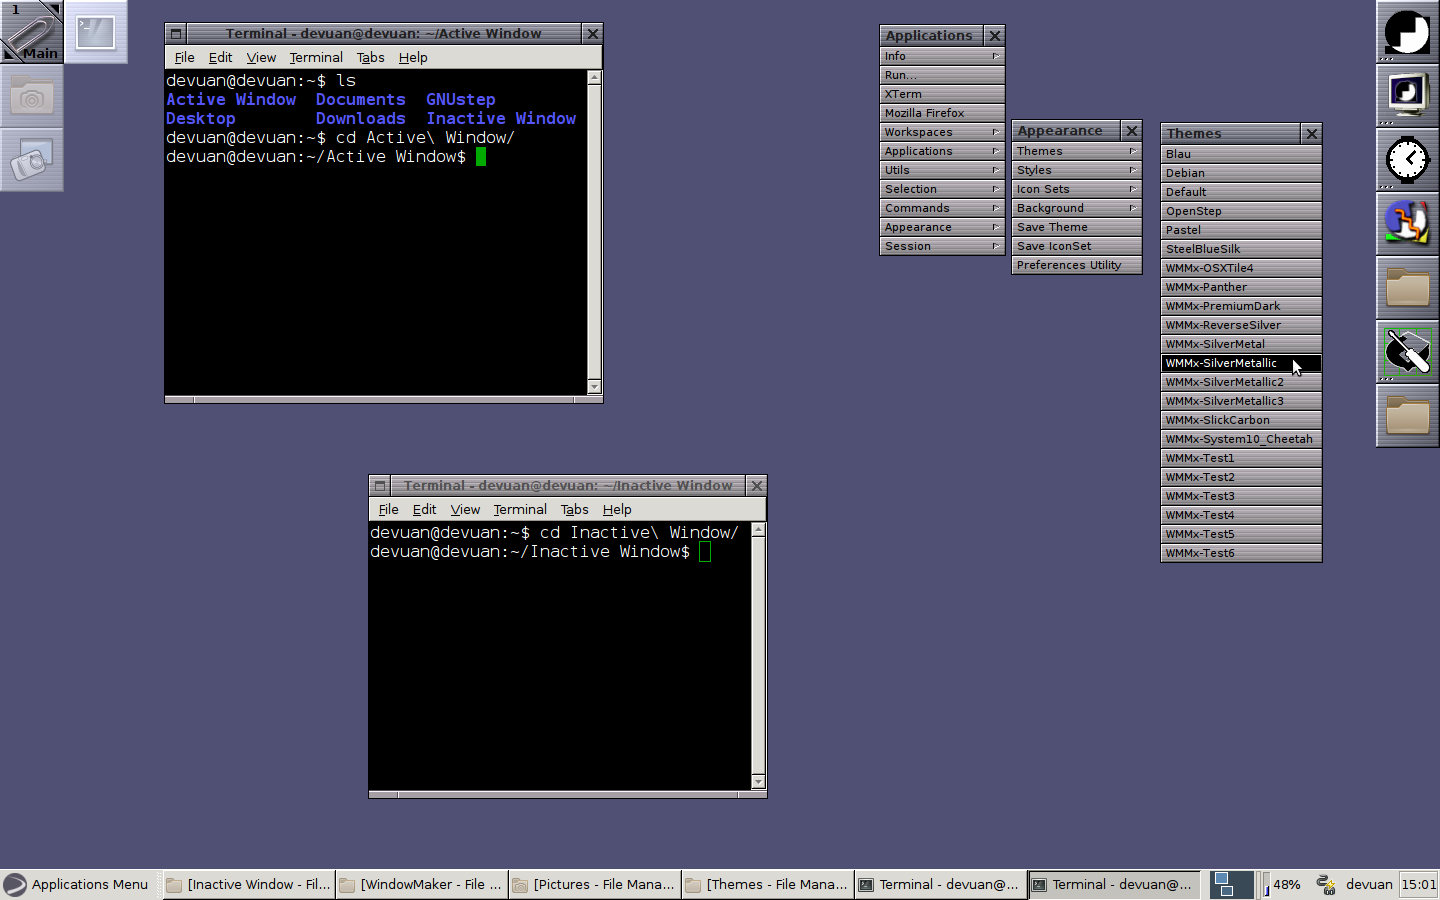 1
Main
Terminal - devuan@devuan: ~/Active Window
File Edit View Terminal Tabs Help
devuan@devuan:~$ ls
Active Window Documents GNUstep
Desktop Downloads Inactive Window
devuan@devuan:~$ cd Active\ Window/
devuan@devuan:~/Active Window$
Terminal - devuan@devuan: ~/Inactive Window
File Edit View Terminal Tabs Help
devuan@devuan:~$ cd Inactive\ Window/
devuan@devuan:~/Inactive Window$
Applications
Info
Run...
XTerm
Mozilla Firefox
Workspaces
Applications
Utils
Selection
Commands
Appearance
Session
Appearance
Themes
Styles
Icon Sets
Background
Save Theme
Save IconSet
Preferences Utility
Themes
Blau
Debian
Default
OpenStep
Pastel
SteelBlueSilk
WMMx-OSXTile4
WMMx-Panther
WMMx-PremiumDark
WMMx-ReverseSilver
WMMx-SilverMetal
WMMx-SilverMetallic
WMMx-SilverMetallic2
WMMx-SilverMetallic3
WMMx-SlickCarbon
WMMx-System10_Cheetah
WMMx-Test1
WMMx-Test2
WMMx-Test3
WMMx-Test4
WMMx-Test5
WMMx-Test6
Applications Menu
[Inactive Window - Fil...
[WindowMaker - File ...
[Pictures - File Mana...
[Themes - File Mana...
Terminal - devuan@...
Terminal - devuan@...
48%
devuan
15:01